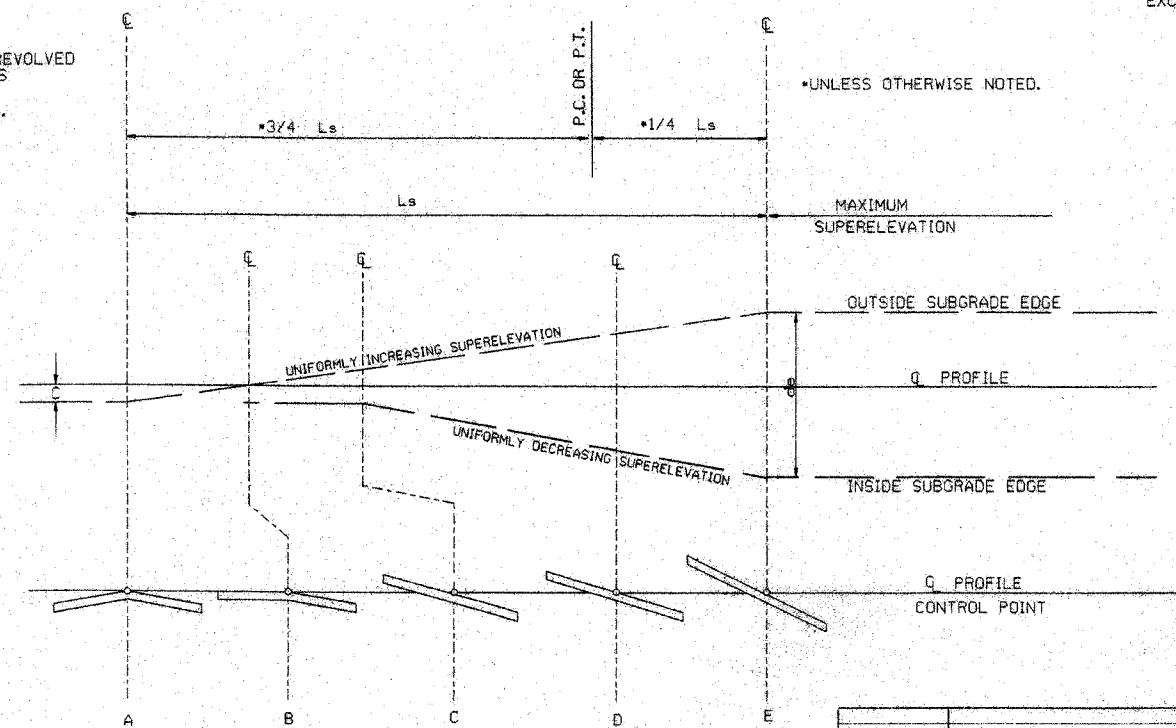 EXC
℄
℄
REVOLVED
S
.
P.C. OR P.T.
*UNLESS OTHERWISE NOTED.
*3/4 Ls
*1/4 Ls
Ls
MAXIMUM
SUPERELEVATION
℄
℄
℄
OUTSIDE SUBGRADE EDGE
UNIFORMLY INCREASING SUPERELEVATION
℄ PROFILE
C
UNIFORMLY DECREASING SUPERELEVATION
INSIDE SUBGRADE EDGE
℄ PROFILE
CONTROL POINT
A
B
C
D
E